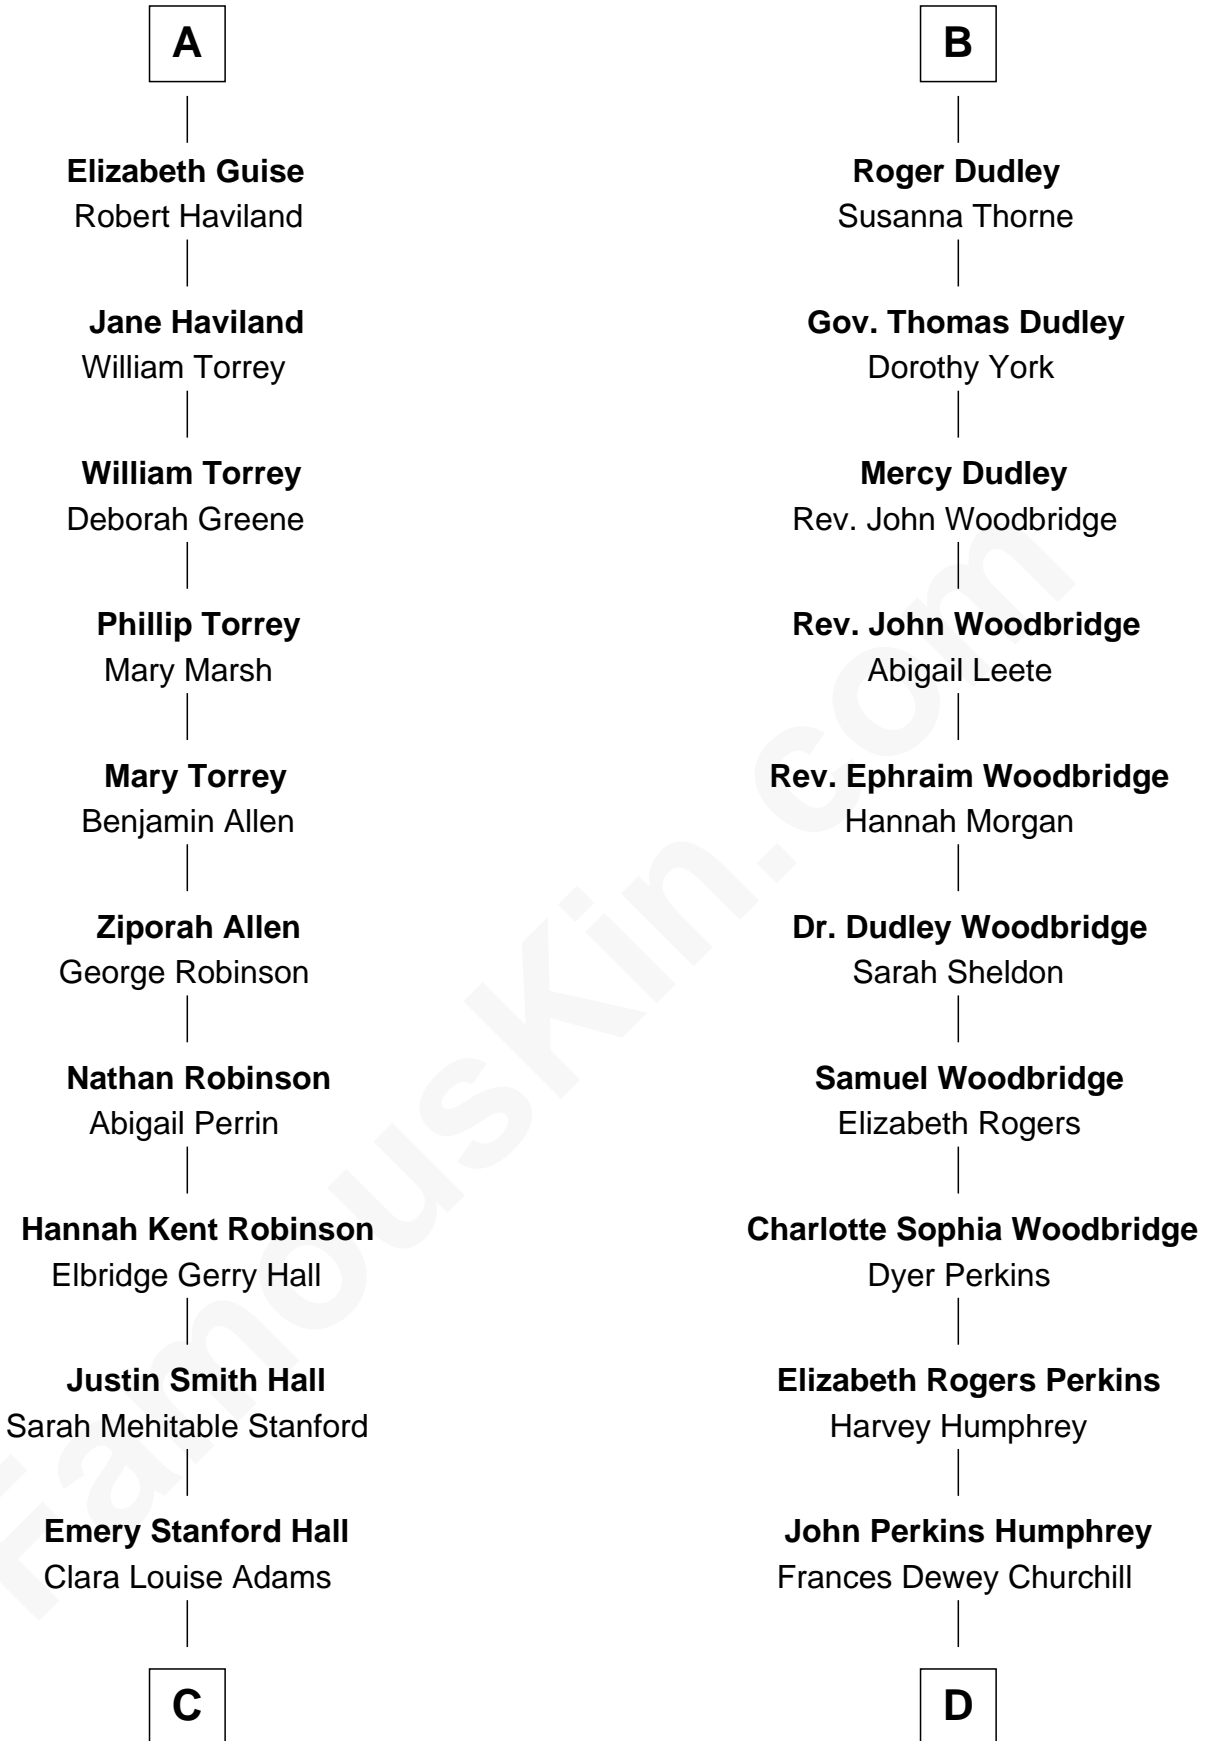 A
Elizabeth Guise
Robert Haviland
Jane Haviland
William Torrey
William Torrey
Deborah Greene
Phillip Torrey
Mary Marsh
Mary Torrey
Benjamin Allen
Ziporah Allen
George Robinson
Nathan Robinson
Abigail Perrin
Hannah Kent Robinson
Elbridge Gerry Hall
Justin Smith Hall
Sarah Mehitable Stanford
Emery Stanford Hall
Clara Louise Adams
C
B
Roger Dudley
Susanna Thorne
Gov. Thomas Dudley
Dorothy York
Mercy Dudley
Rev. John Woodbridge
Rev. John Woodbridge
Abigail Leete
Rev. Ephraim Woodbridge
Hannah Morgan
Dr. Dudley Woodbridge
Sarah Sheldon
Samuel Woodbridge
Elizabeth Rogers
Charlotte Sophia Woodbridge
Dyer Perkins
Elizabeth Rogers Perkins
Harvey Humphrey
John Perkins Humphrey
Frances Dewey Churchill
D
FamousKin.com